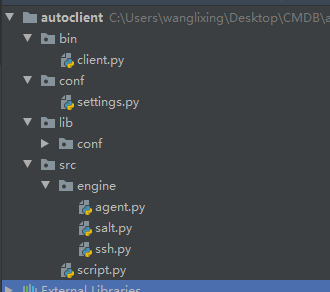 autoclient C:\Users\wanglixing\Desktop\CMDB\a
bin
client.py
conf
settings.py
lib
conf
src
engine
agent.py
salt.py
ssh.py
script.py
External Libraries